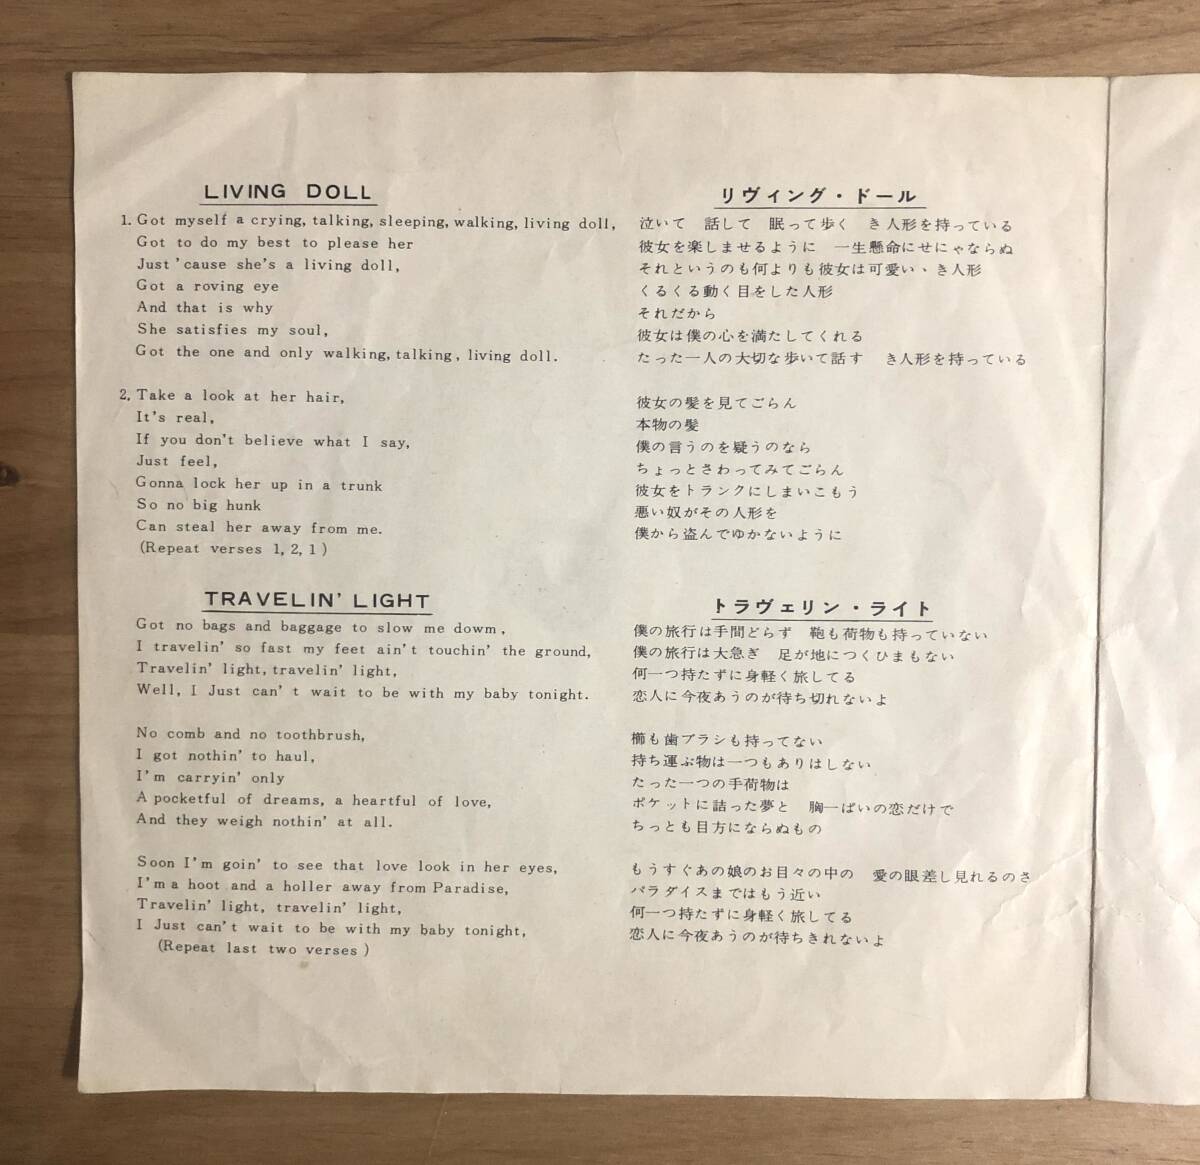 LIVING DOLL
1. Got myself a crying, talking, sleeping, walking, living doll,
Got to do my best to please her
Just 'cause she's a living doll,
Got a roving eye
And that is why
She satisfies my soul,
Got the one and only walking, talking, living doll.
2. Take a look at her hair,
It's real,
If you don't believe what I say,
Just feel,
Gonna lock her up in a trunk
So no big hunk
Can steal her away from me.
(Repeat verses 1, 2, 1)
リヴィング・ドール
泣いて 話して 眠って歩く き人形を持っている
彼女を楽しませるように 一生懸命にせにゃならぬ
それというのも何よりも彼女は可愛い、き人形
くるくる動く目をした人形
それだから
彼女は僕の心を満たしてくれる
たった一人の大切な歩いて話す き人形を持っている
彼女の髪を見てごらん
本物の髪
僕の言うのを疑うのなら
ちょっとさわってみてごらん
彼女をトランクにしまいこもう
悪い奴がその人形を
僕から盗んでゆかないように
TRAVELIN' LIGHT
Got no bags and baggage to slow me dowm,
I travelin' so fast my feet ain't touchin' the ground,
Travelin' light, travelin' light,
Well, I Just can't wait to be with my baby tonight.
No comb and no toothbrush,
I got nothin' to haul,
I'm carryin' only
A pocketful of dreams, a heartful of love,
And they weigh nothin' at all.
Soon I'm goin' to see that love look in her eyes,
I'm a hoot and a holler away from Paradise,
Travelin' light, travelin' light,
I Just can't wait to be with my baby tonight,
(Repeat last two verses)
トラヴェリン・ライト
僕の旅行は手間どらず 鞄も荷物も持っていない
僕の旅行は大急ぎ 足が地につくひまもない
何一つ持たずに身軽く旅してる
恋人に今夜あうのが待ち切れないよ
櫛も歯ブラシも持ってない
持ち運ぶ物は一つもありはしない
たった一つの手荷物は
ポケットに詰った夢と 胸一ぱいの恋だけで
ちっとも目方にならぬもの
もうすぐあの娘のお目々の中の 愛の眼差し見れるのさ
パラダイスまではもう近い
何一つ持たずに身軽く旅してる
恋人に今夜あうのが待ちきれないよ